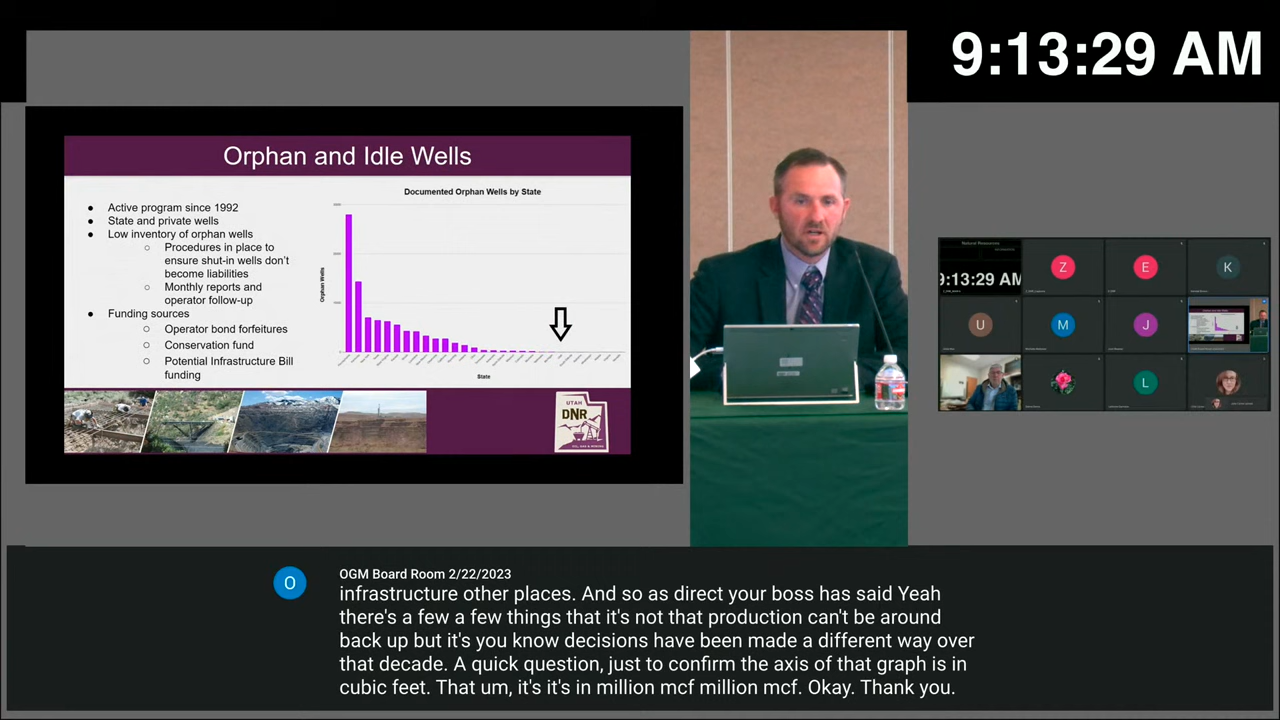 9:13:29 AM
Orphan and Idle Wells
● Active program since 1992
● State and private wells
● Low inventory of orphan wells
○ Procedures in place to
ensure shut-in wells don't
become liabilities
○ Monthly reports and
operator follow-up
● Funding sources
○ Operator bond forfeitures
○ Conservation fund
○ Potential Infrastructure Bill
funding
Documented Orphan Wells by State
Orphan Wells
State
UTAH
DNR
OIL, GAS & MINING
Natural Resources
9:13:29 AM
Z
E
K
U
M
J
L
O
OGM Board Room 2/22/2023
infrastructure other places. And so as direct your boss has said Yeah
there's a few a few things that it's not that production can't be around
back up but it's you know decisions have been made a different way over
that decade. A quick question, just to confirm the axis of that graph is in
cubic feet. That um, it's it's in million mcf million mcf. Okay. Thank you.